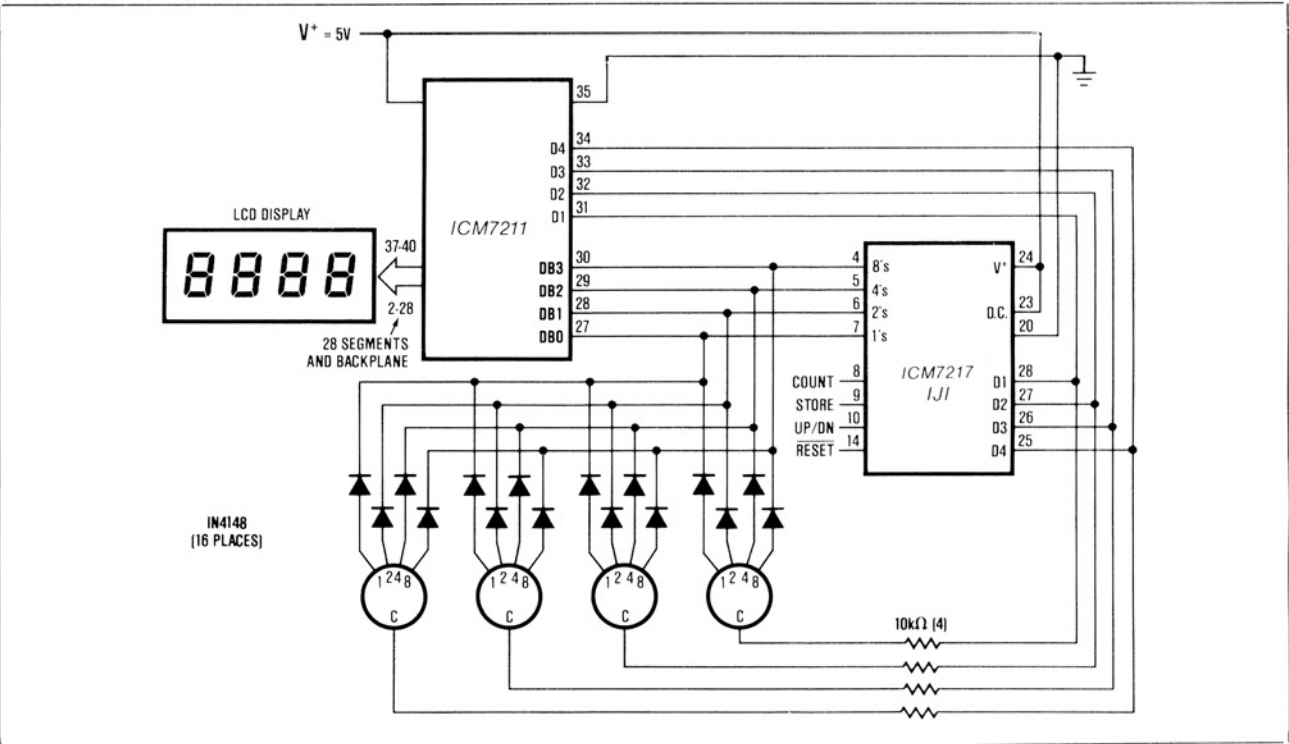 V+ = 5V
35
D4 34
D3 33
D2 32
D1 31
ICM7211
LCD DISPLAY
8888
37-40
2-28
28 SEGMENTS
AND BACKPLANE
DB3 30
DB2 29
DB1 28
DB0 27
4 8's
5 4's
6 2's
7 1's
V+ 24
D.C. 23
20
ICM7217
IJI
COUNT 8
STORE 9
UP/DN 10
RESET 14
D1 28
D2 27
D3 26
D4 25
IN4148
(16 PLACES)
1 2 4 8
C
1 2 4 8
C
1 2 4 8
C
1 2 4 8
C
10kΩ (4)